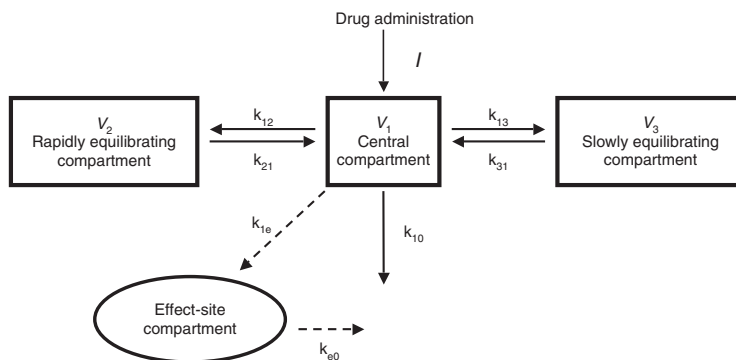 Drug administration
I
V₂
Rapidly equilibrating
compartment
k₁₂
k₂₁
V₁
Central
compartment
k₁₃
k₃₁
V₃
Slowly equilibrating
compartment
k₁ₑ
k₁₀
Effect-site
compartment
kₑ₀